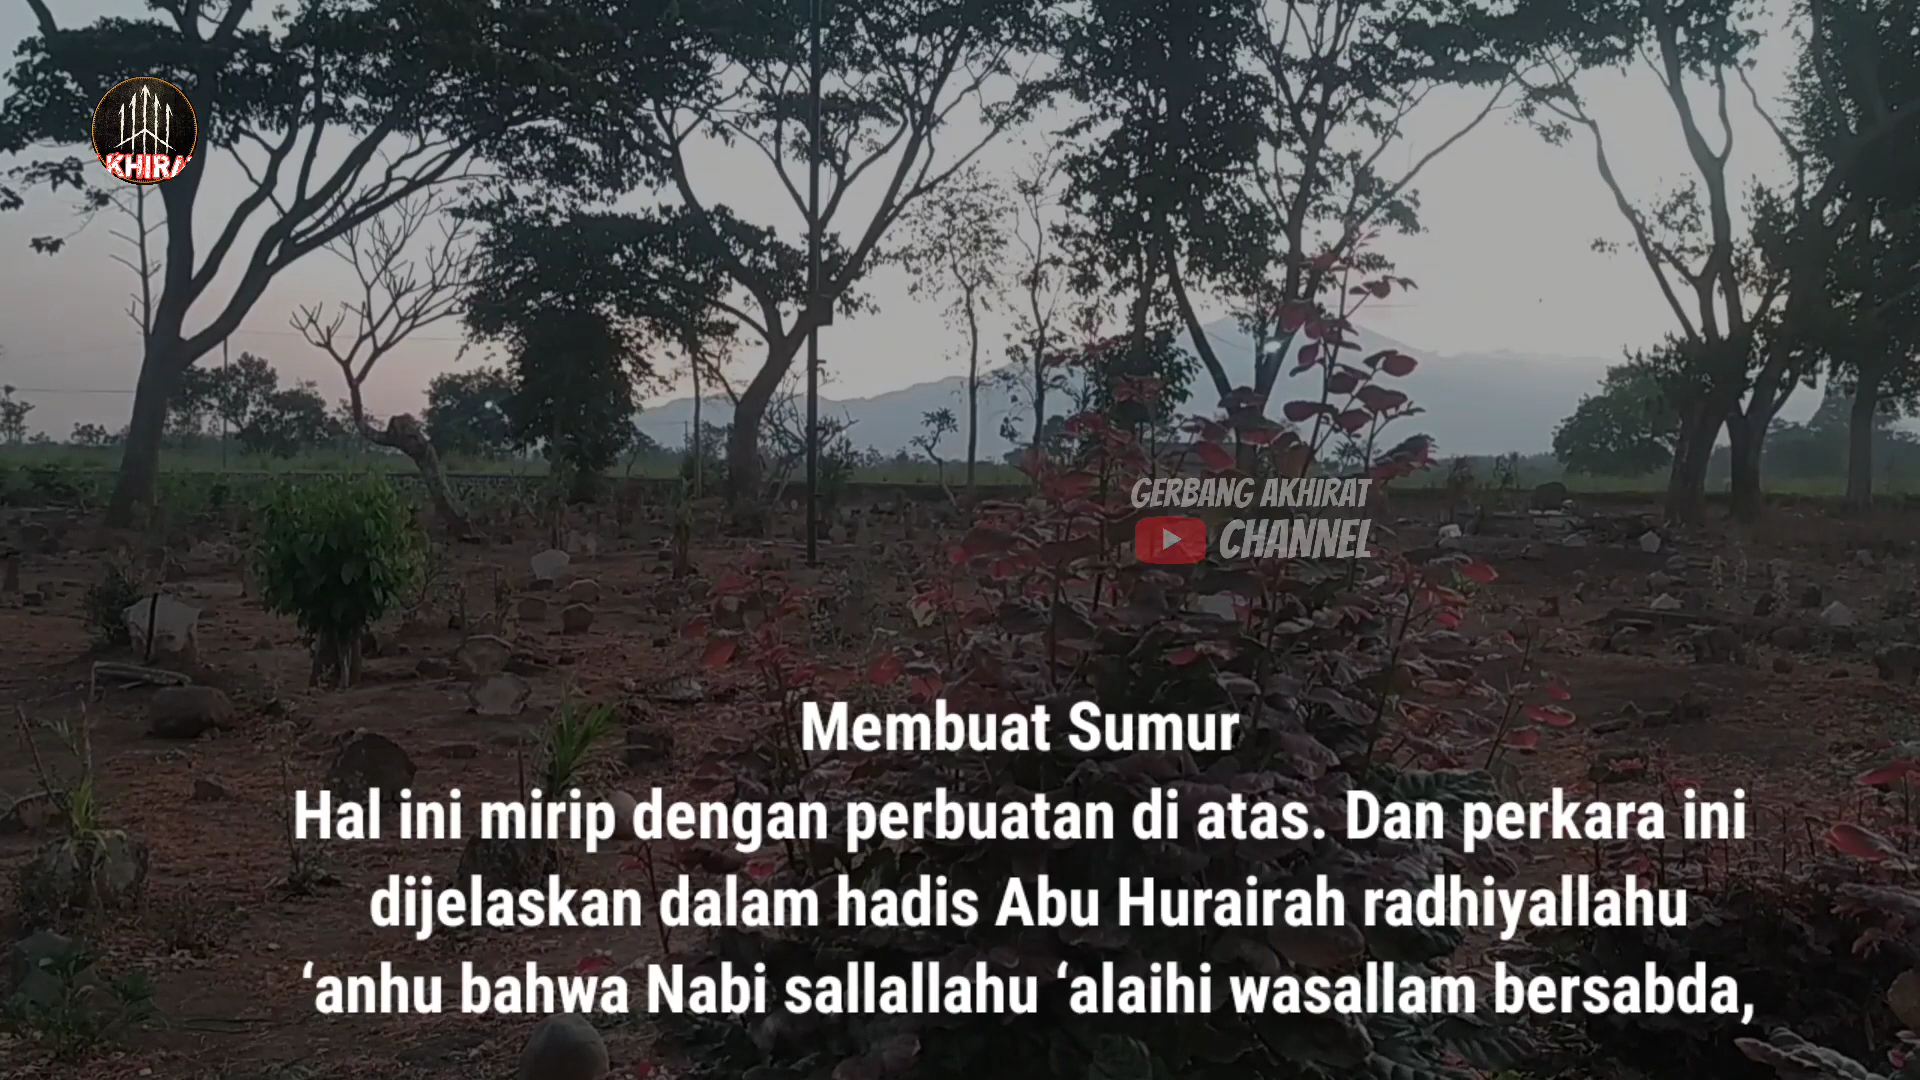 KHIRA
GERBANG AKHIRAT
CHANNEL
Membuat Sumur
Hal ini mirip dengan perbuatan di atas. Dan perkara ini
dijelaskan dalam hadis Abu Hurairah radhiyallahu
‘anhu bahwa Nabi sallallahu ‘alaihi wasallam bersabda,